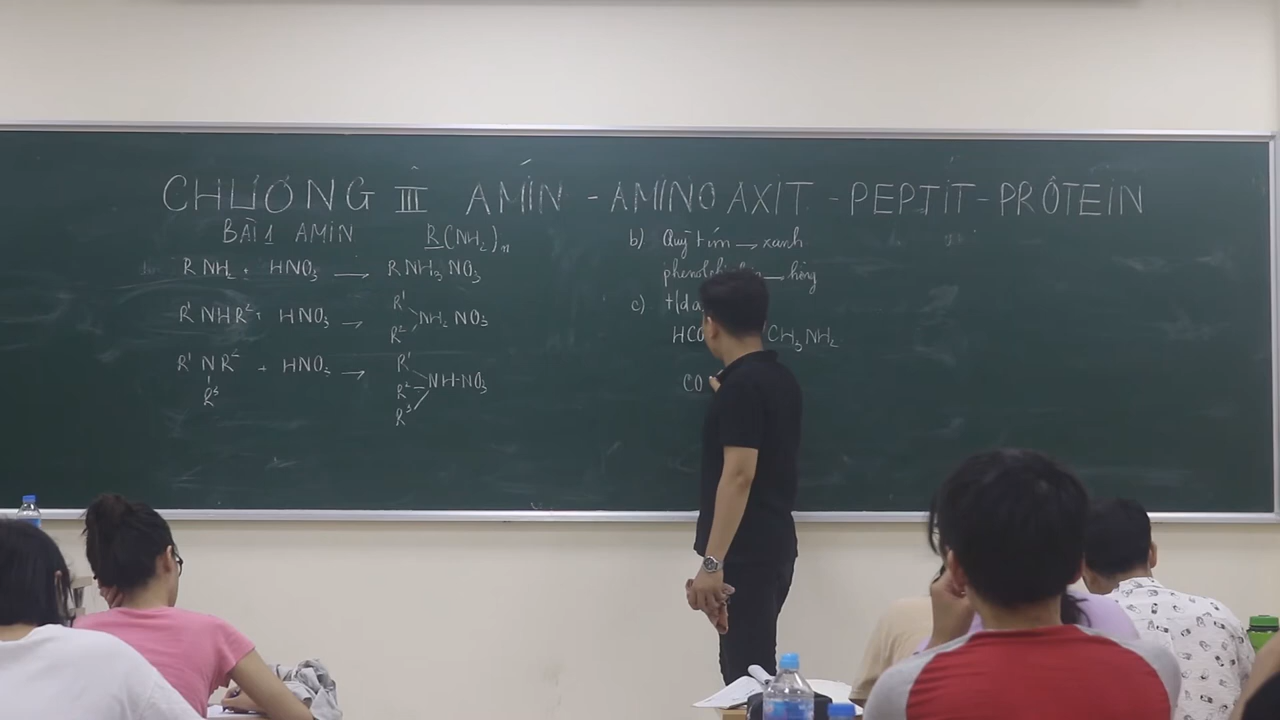 CHƯƠNG III AMIN - AMINO AXIT - PEPTIT - PRÔTEIN
BÀI 1 AMIN R(NH₂)n
RNH₂ + HNO₃ → RNH₃NO₃
R¹NHR² + HNO₃ → R¹ R² NH₂NO₃
R¹NR² R³ + HNO₃ → R¹ R² R³ NH-NO₃
b) Quỳ tím → xanh
→ hồng
c) t/d
CH₃NH₂
CO